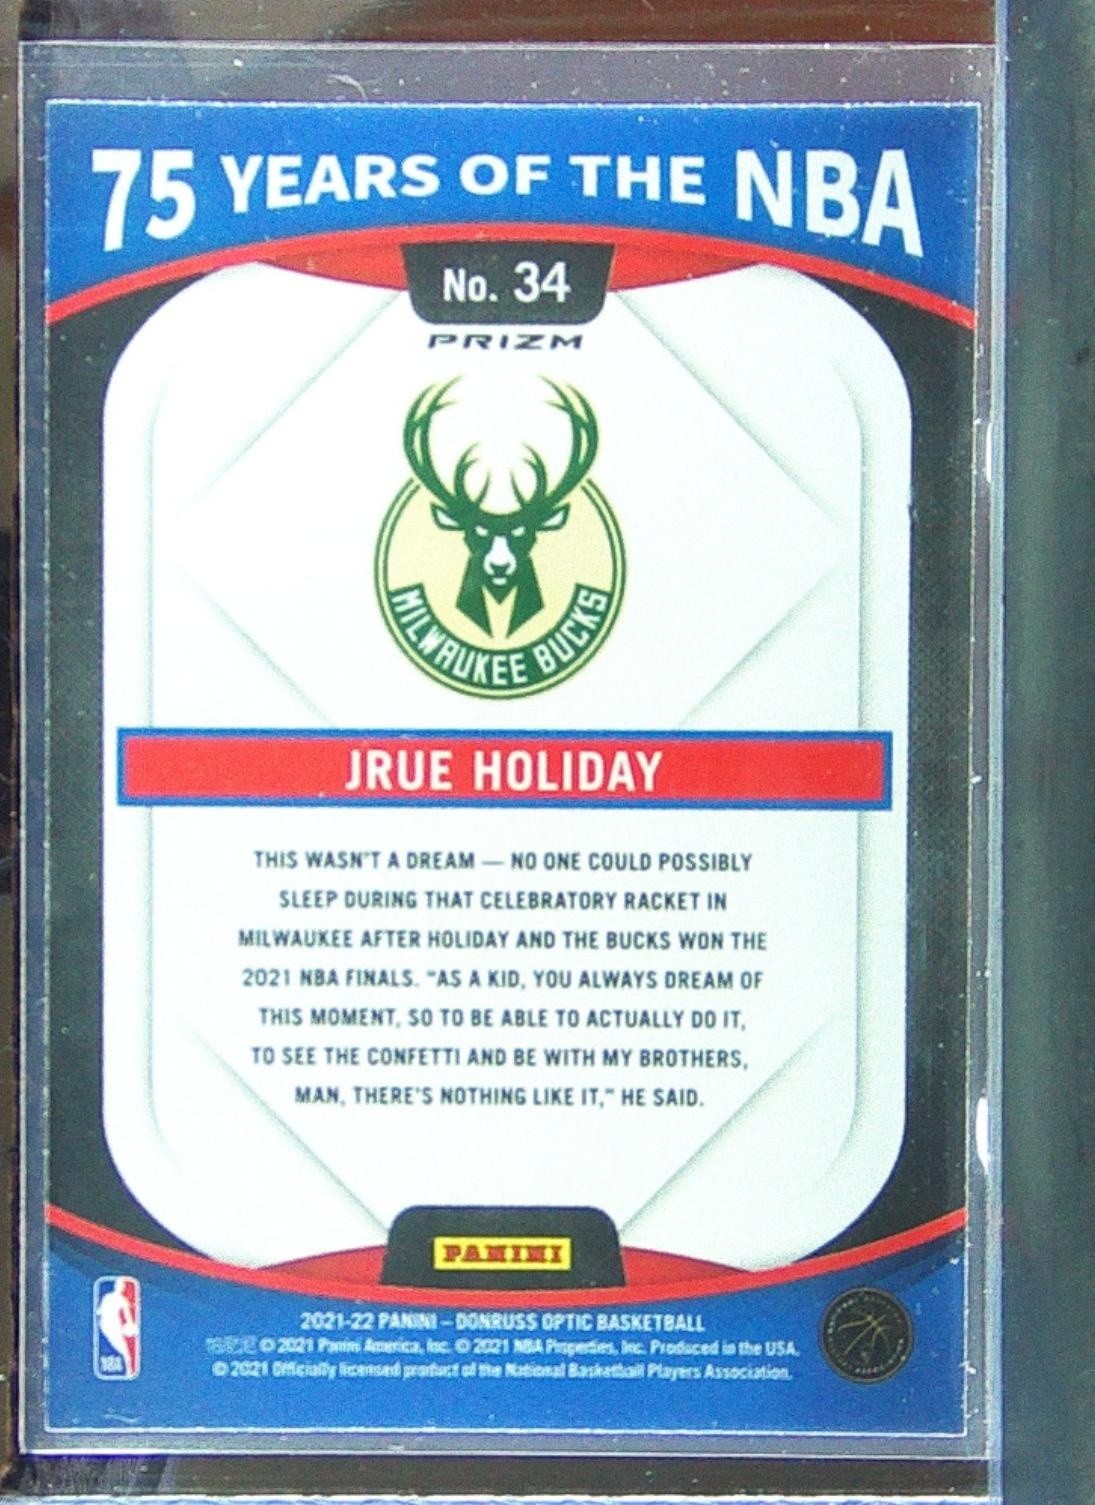 75 YEARS OF THE NBA
No. 34
PRIZM
MILWAUKEE BUCKS
JRUE HOLIDAY
THIS WASN'T A DREAM — NO ONE COULD POSSIBLY
SLEEP DURING THAT CELEBRATORY RACKET IN
MILWAUKEE AFTER HOLIDAY AND THE BUCKS WON THE
2021 NBA FINALS. "AS A KID, YOU ALWAYS DREAM OF
THIS MOMENT, SO TO BE ABLE TO ACTUALLY DO IT,
TO SEE THE CONFETTI AND BE WITH MY BROTHERS,
MAN, THERE'S NOTHING LIKE IT," HE SAID.
PANINI
NBA
2021-22 PANINI – DONRUSS OPTIC BASKETBALL
© 2021 Panini America, Inc. © 2021 NBA Properties, Inc. Produced in the USA.
© 2021 Officially licensed product of the National Basketball Players Association.